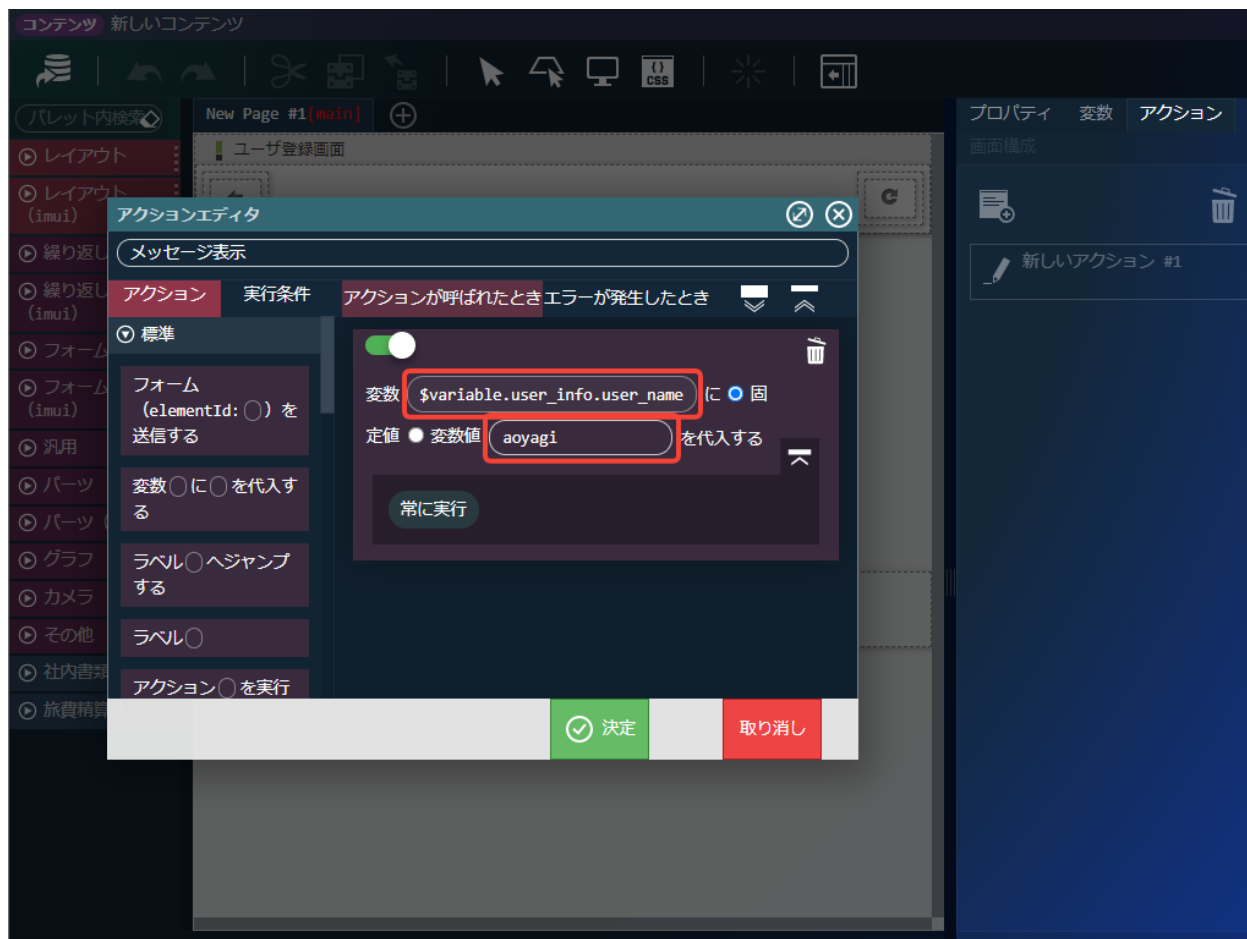 コンテンツ 新しいコンテンツ
{} CSS
パレット内検索
New Page #1[main]
プロパティ 変数 アクション
画面構成
レイアウト
ユーザ登録画面
レイアウト
(imui)
アクションエディタ
メッセージ表示
繰り返し
繰り返し
(imui)
新しいアクション #1
アクション 実行条件 アクションが呼ばれたとき エラーが発生したとき
標準
フォーム
フォーム
(imui)
フォーム
(elementId: ) を
送信する
変数 $variable.user_info.user_name に 固
定値 変数値 aoyagi を代入する
常に実行
汎用
パーツ
パーツ (
変数 に を代入す
る
グラフ
ラベル へジャンプ
する
カメラ
その他
ラベル
社内書類
アクション を実行
旅費精算
決定 取り消し